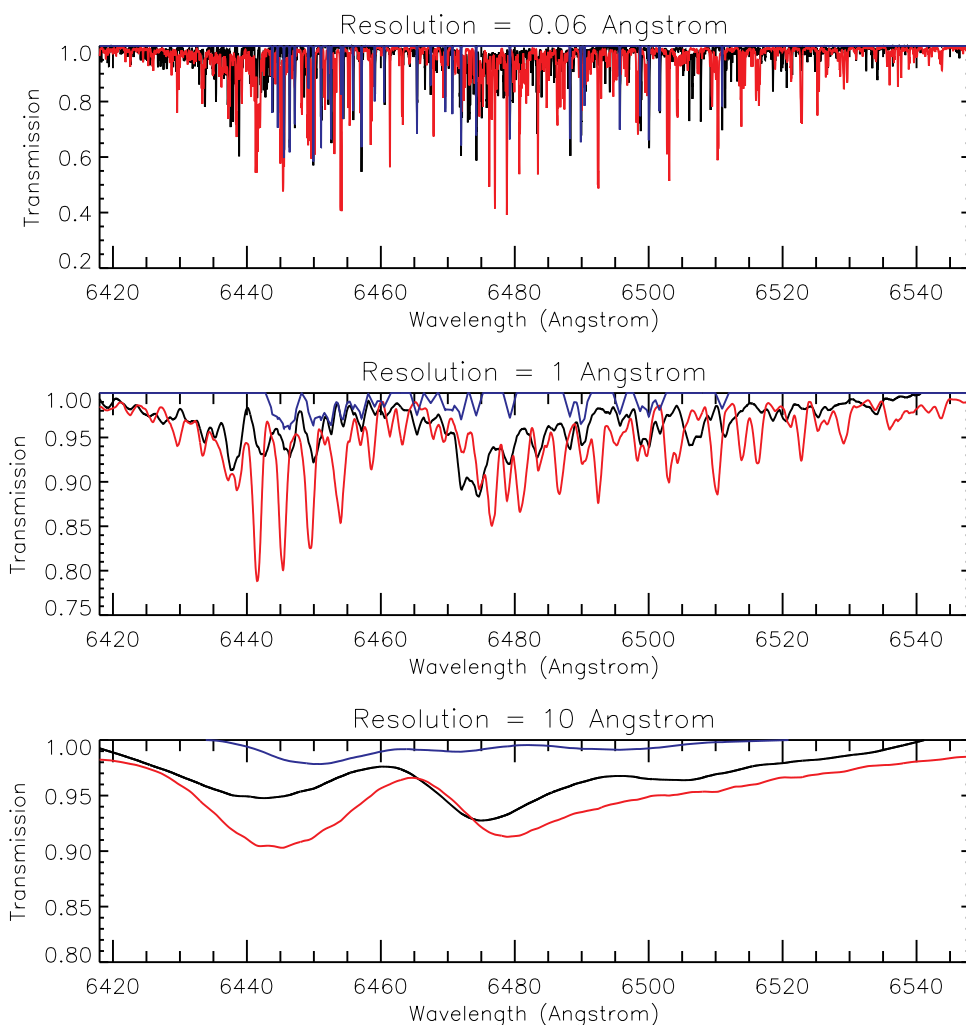 Resolution = 0.06 Angstrom
1.0
0.8
0.6
0.4
0.2
Transmission
6420 6440 6460 6480 6500 6520 6540
Wavelength (Angstrom)
Resolution = 1 Angstrom
1.00
0.95
0.90
0.85
0.80
0.75
Transmission
6420 6440 6460 6480 6500 6520 6540
Wavelength (Angstrom)
Resolution = 10 Angstrom
1.00
0.95
0.90
0.85
0.80
Transmission
6420 6440 6460 6480 6500 6520 6540
Wavelength (Angstrom)